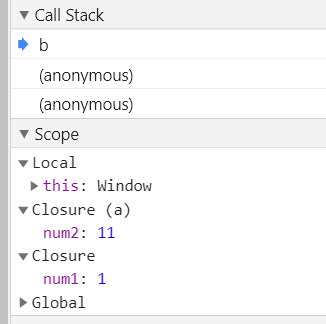 Call Stack
b
(anonymous)
(anonymous)
Scope
Local
this: Window
Closure (a)
num2: 11
Closure
num1: 1
Global